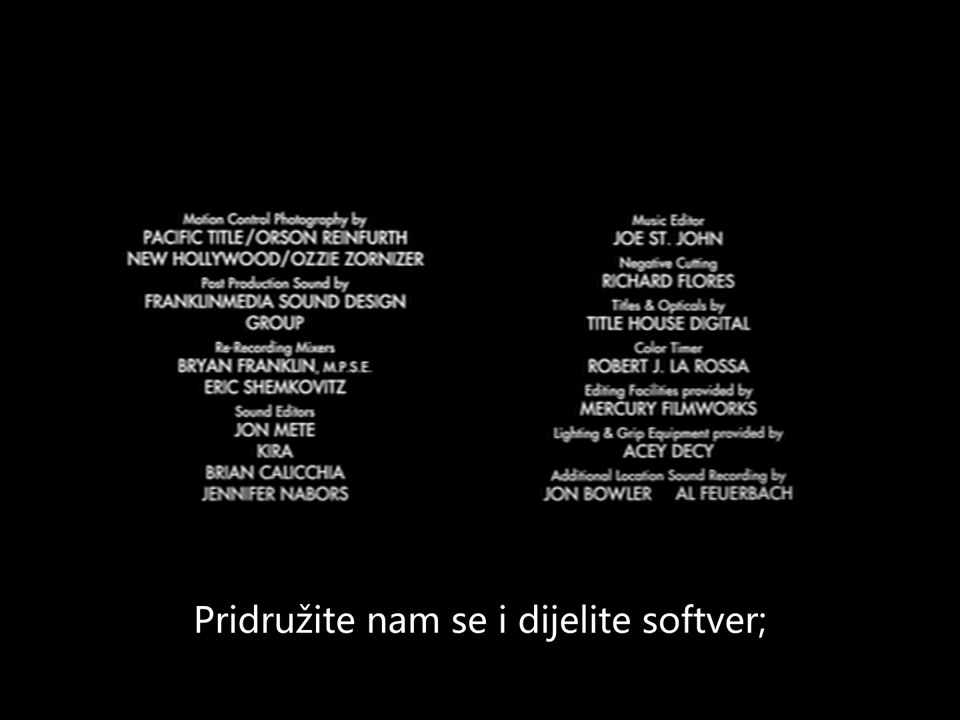 Motion Control Photography by
PACIFIC TITLE/ORSON REINFURTH
NEW HOLLYWOOD/OZZIE ZORNIZER
Post Production Sound by
FRANKLINMEDIA SOUND DESIGN
GROUP
Re-Recording Mixers
BRYAN FRANKLIN, M.P.S.E.
ERIC SHEMKOVITZ
Sound Editors
JON METE
KIRA
BRIAN CALICCHIA
JENNIFER NABORS
Music Editor
JOE ST. JOHN
Negative Cutting
RICHARD FLORES
Titles & Opticals by
TITLE HOUSE DIGITAL
Color Timer
ROBERT J. LA ROSSA
Editing Facilities provided by
MERCURY FILMWORKS
Lighting & Grip Equipment provided by
ACEY DECY
Additional Location Sound Recording by
JON BOWLER AL FEUERBACH
Pridružite nam se i dijelite softver;